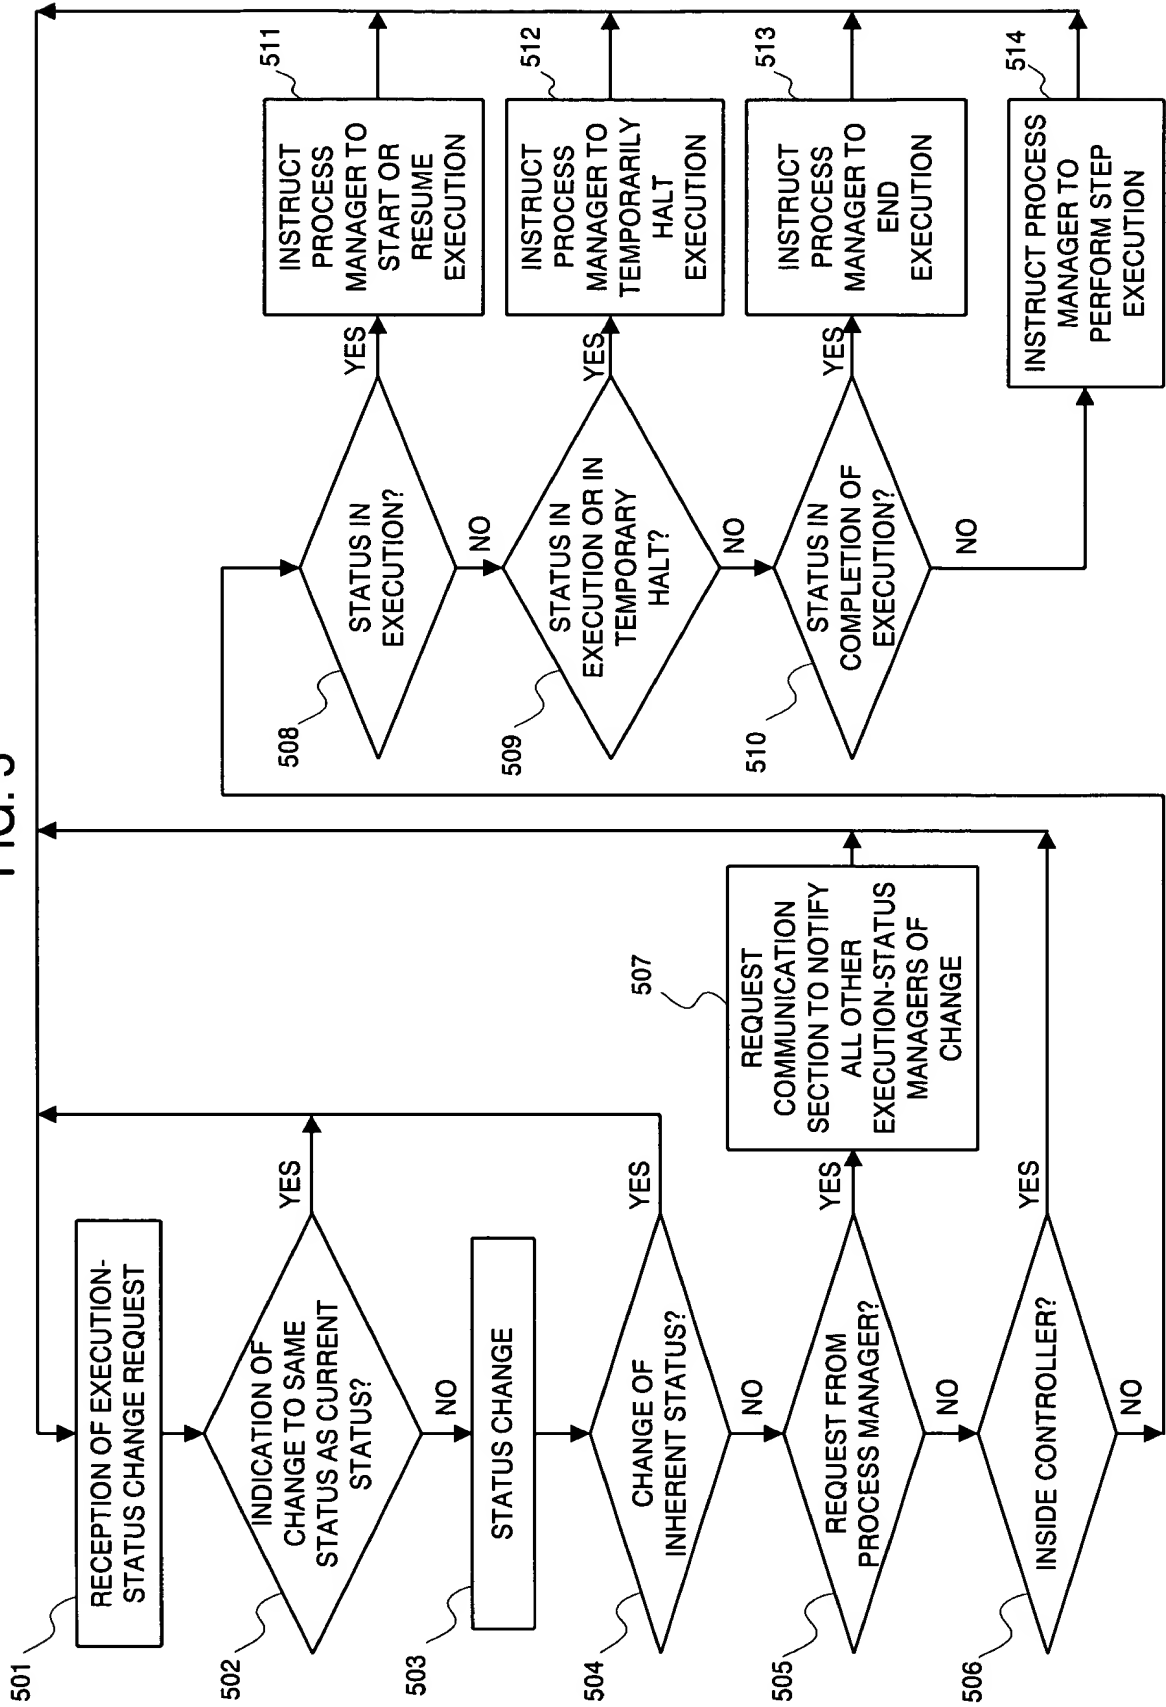 FIG. 5
501
RECEPTION OF EXECUTION-
STATUS CHANGE REQUEST
502
INDICATION OF
CHANGE TO SAME
STATUS AS CURRENT
STATUS?
YES
NO
503
STATUS CHANGE
504
CHANGE OF
INHERENT STATUS?
YES
NO
505
REQUEST FROM
PROCESS MANAGER?
YES
NO
507
REQUEST
COMMUNICATION
SECTION TO NOTIFY
ALL OTHER
EXECUTION-STATUS
MANAGERS OF
CHANGE
506
INSIDE CONTROLLER?
YES
NO
508
STATUS IN
EXECUTION?
YES
NO
511
INSTRUCT
PROCESS
MANAGER TO
START OR
RESUME
EXECUTION
509
STATUS IN
EXECUTION OR IN
TEMPORARY
HALT?
YES
NO
512
INSTRUCT
PROCESS
MANAGER TO
TEMPORARILY
HALT
EXECUTION
510
STATUS IN
COMPLETION OF
EXECUTION?
YES
NO
513
INSTRUCT
PROCESS
MANAGER TO
END
EXECUTION
514
INSTRUCT PROCESS
MANAGER TO
PERFORM STEP
EXECUTION